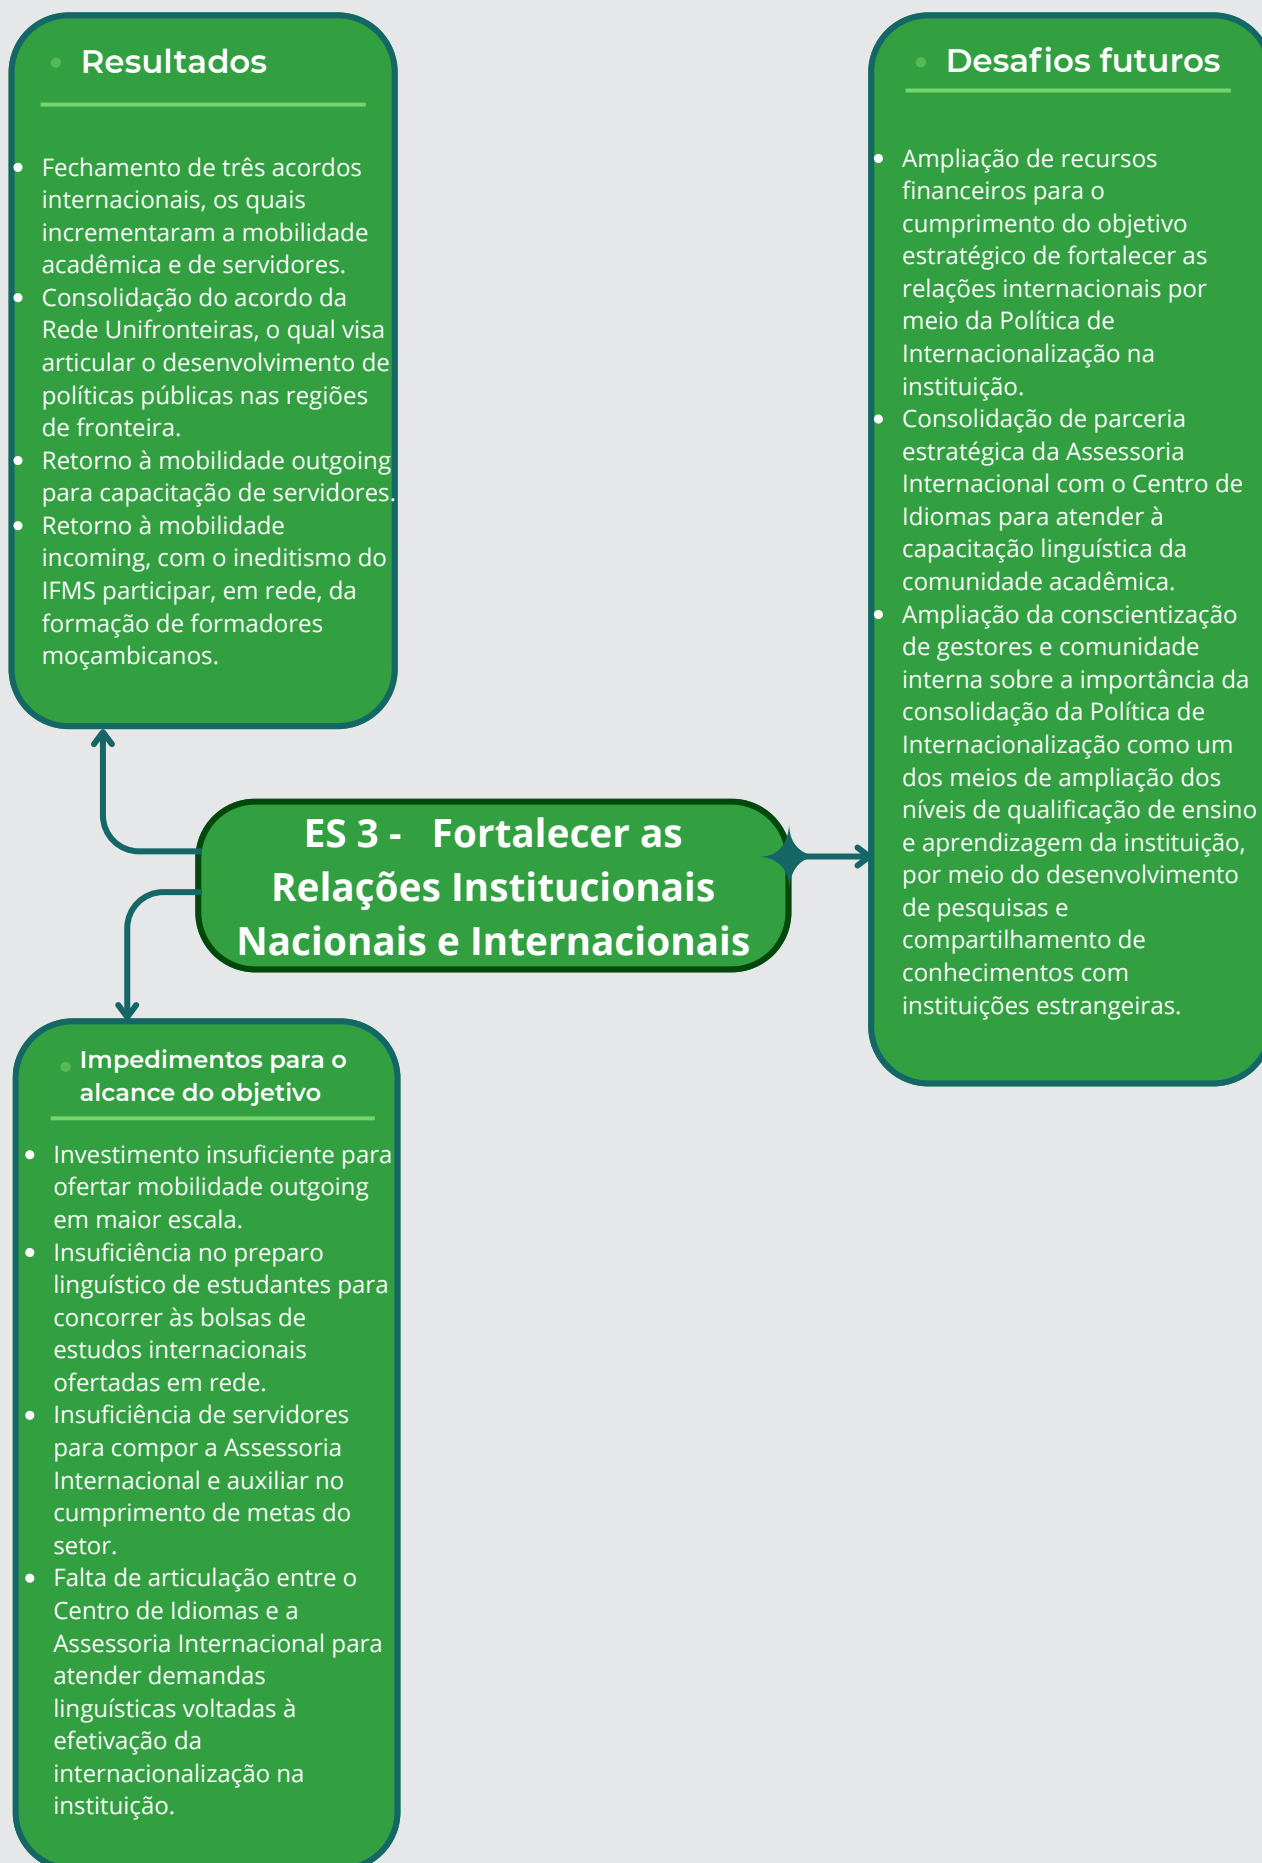 Resultados
Fechamento de três acordos
internacionais, os quais
incrementaram a mobilidade
acadêmica e de servidores.
Consolidação do acordo da
Rede Unifronteiras, o qual visa
articular o desenvolvimento de
políticas públicas nas regiões
de fronteira.
Retorno à mobilidade outgoing
para capacitação de servidores.
Retorno à mobilidade
incoming, com o ineditismo do
IFMS participar, em rede, da
formação de formadores
moçambicanos.
Desafios futuros
Ampliação de recursos
financeiros para o
cumprimento do objetivo
estratégico de fortalecer as
relações internacionais por
meio da Política de
Internacionalização na
instituição.
Consolidação de parceria
estratégica da Assessoria
Internacional com o Centro de
Idiomas para atender à
capacitação linguística da
comunidade acadêmica.
Ampliação da conscientização
de gestores e comunidade
interna sobre a importância da
consolidação da Política de
Internacionalização como um
dos meios de ampliação dos
níveis de qualificação de ensino
e aprendizagem da instituição,
por meio do desenvolvimento
de pesquisas e
compartilhamento de
conhecimentos com
instituições estrangeiras.
ES 3 - Fortalecer as
Relações Institucionais
Nacionais e Internacionais
Impedimentos para o
alcance do objetivo
Investimento insuficiente para
ofertar mobilidade outgoing
em maior escala.
Insuficiência no preparo
linguístico de estudantes para
concorrer às bolsas de
estudos internacionais
ofertadas em rede.
Insuficiência de servidores
para compor a Assessoria
Internacional e auxiliar no
cumprimento de metas do
setor.
Falta de articulação entre o
Centro de Idiomas e a
Assessoria Internacional para
atender demandas
linguísticas voltadas à
efetivação da
internacionalização na
instituição.